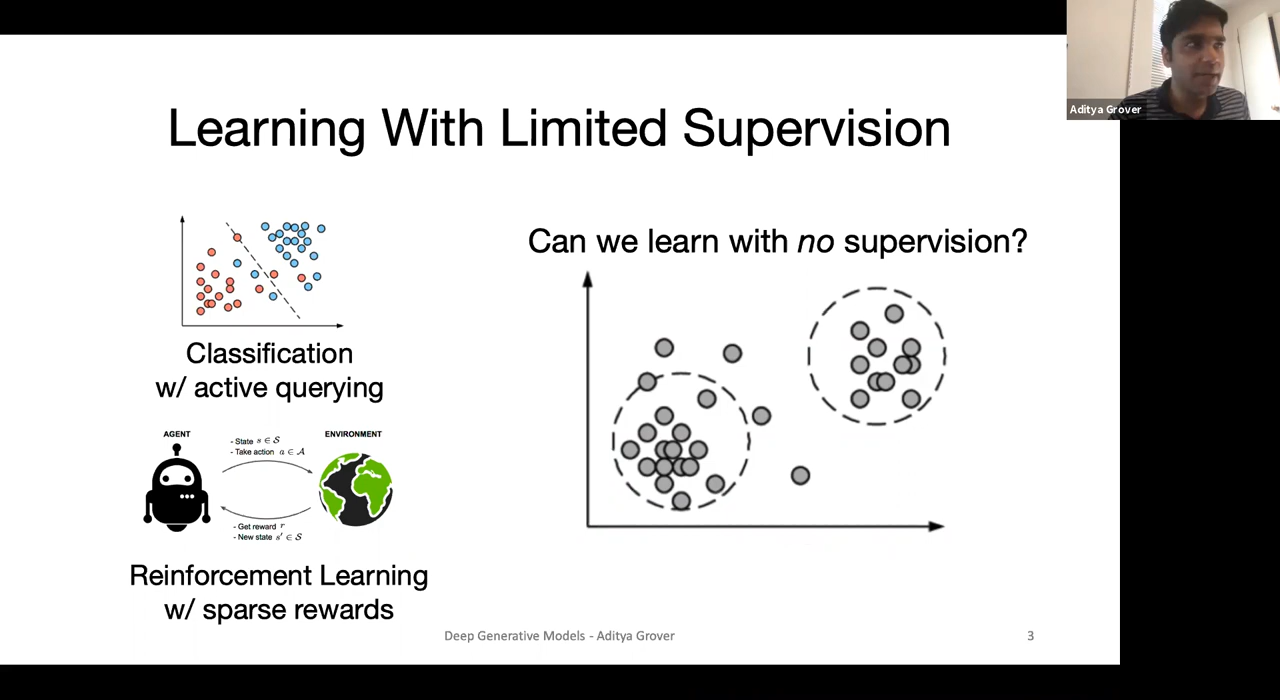 Aditya Grover
Learning With Limited Supervision
Classification
w/ active querying
AGENT
ENVIRONMENT
- State s ∈ 𝒮
- Take action a ∈ 𝒜
- Get reward r
- New state s′ ∈ 𝒮
Reinforcement Learning
w/ sparse rewards
Can we learn with no supervision?
Deep Generative Models - Aditya Grover
3